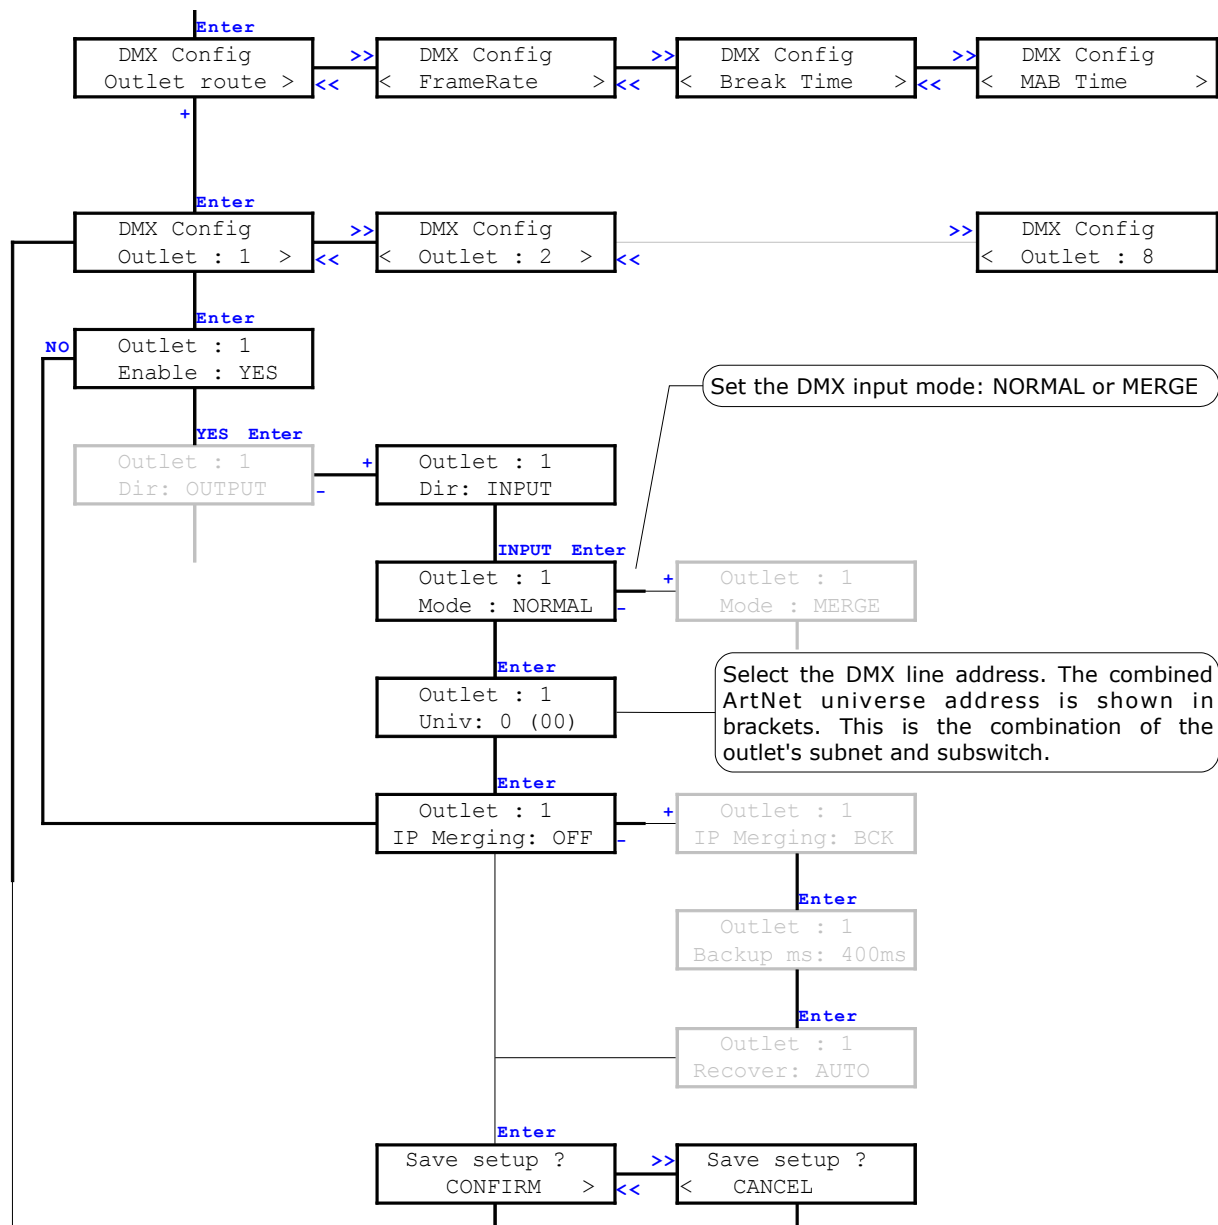 Enter
DMX Config
Outlet route >
>>
<<
DMX Config
< FrameRate >
>>
<<
DMX Config
< Break Time >
>>
<<
DMX Config
< MAB Time >
+
Enter
DMX Config
Outlet : 1 >
>>
<<
DMX Config
< Outlet : 2 >
<<
>>
DMX Config
< Outlet : 8
Enter
NO
Outlet : 1
Enable : YES
Set the DMX input mode: NORMAL or MERGE
YES Enter
Outlet : 1
Dir: OUTPUT
+
-
Outlet : 1
Dir: INPUT
INPUT Enter
Outlet : 1
Mode : NORMAL
+
-
Outlet : 1
Mode : MERGE
Enter
Outlet : 1
Univ: 0 (00)
Select the DMX line address. The combined
ArtNet universe address is shown in
brackets. This is the combination of the
outlet's subnet and subswitch.
Enter
Outlet : 1
IP Merging: OFF
+
-
Outlet : 1
IP Merging: BCK
Enter
Outlet : 1
Backup ms: 400ms
Enter
Outlet : 1
Recover: AUTO
Enter
Save setup ?
CONFIRM >
>>
<<
Save setup ?
< CANCEL